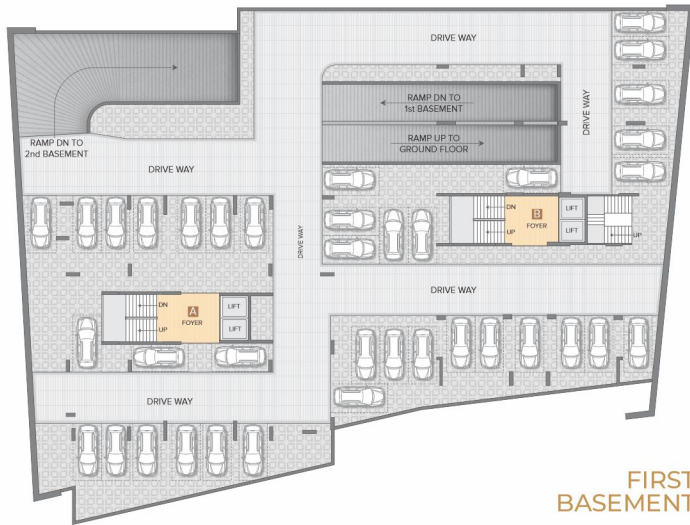 DRIVE WAY
RAMP DN TO
1st BASEMENT
RAMP UP TO
GROUND FLOOR
DRIVE WAY
RAMP DN TO
2nd BASEMENT
DRIVE WAY
DN
B
FOYER
UP
LIFT
LIFT
UP
DRIVE WAY
DRIVE WAY
DN
A
FOYER
UP
LIFT
LIFT
DRIVE WAY
FIRST
BASEMENT